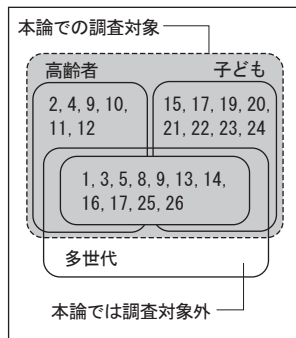 本論での調査対象
高齢者 子ども
2, 4, 9, 10, 15, 17, 19, 20,
11, 12 21, 22, 23, 24
1, 3, 5, 8, 9, 13, 14,
16, 17, 25, 26
多世代
本論では調査対象外